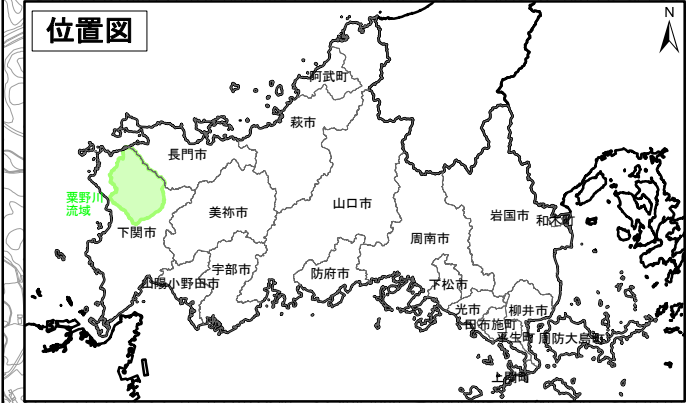 位置図
N
阿武町
萩市
長門市
粟野川
流域
美祢市
山口市
岩国市
和木町
下関市
周南市
宇部市
山陽小野田市
防府市
下松市
光市
柳井市
田布施町
平生町
周防大島町
上関町